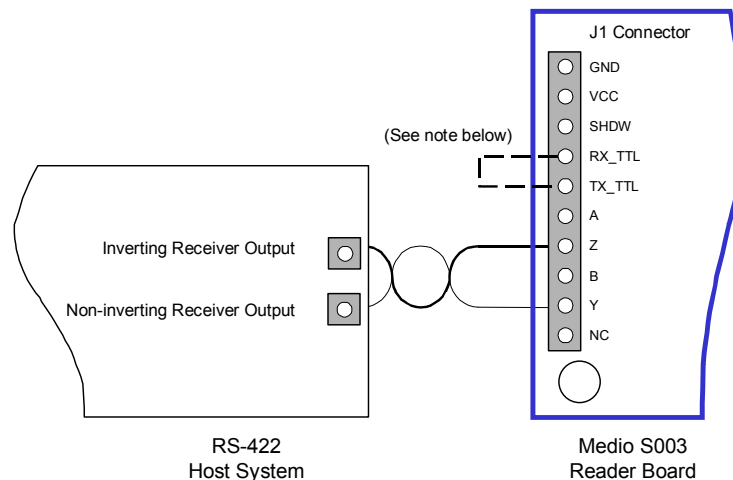 J1 Connector
GND
VCC
SHDW
(See note below)
RX_TTL
TX_TTL
A
Inverting Receiver Output
Z
B
Non-inverting Receiver Output
Y
NC
RS-422
Host System
Medio S003
Reader Board